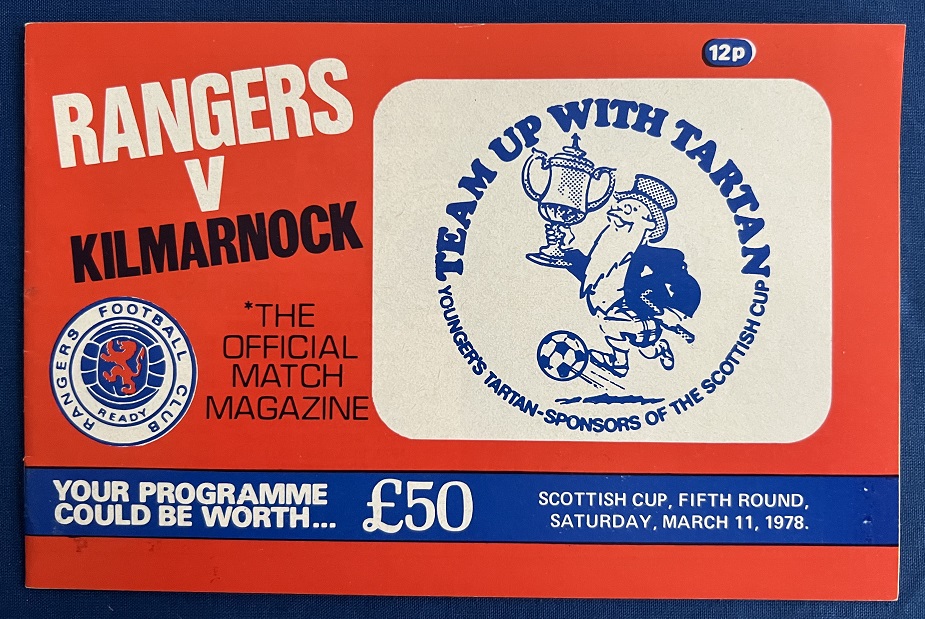 12p
RANGERS
V
KILMARNOCK
TEAM UP WITH TARTAN
YOUNGER'S TARTAN-SPONSORS OF THE SCOTTISH CUP
*THE
OFFICIAL
MATCH
MAGAZINE
RANGERS FOOTBALL CLUB
READY
YOUR PROGRAMME
COULD BE WORTH...
£50
SCOTTISH CUP, FIFTH ROUND,
SATURDAY, MARCH 11, 1978.